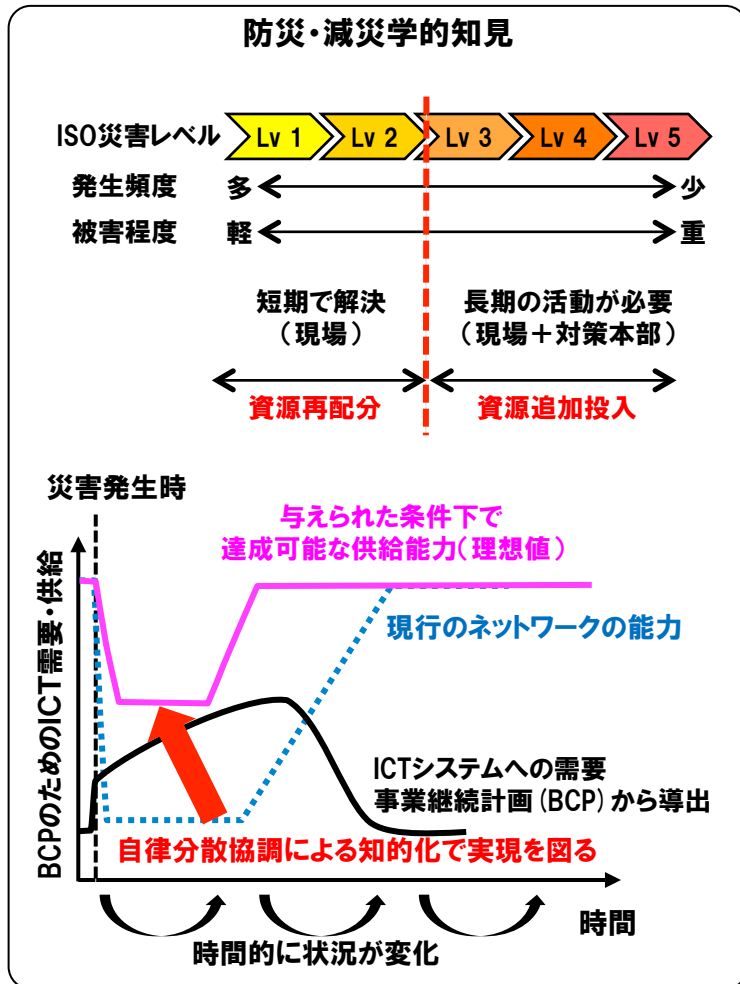 防災・減災学的知見
ISO災害レベル
Lv 1
Lv 2
Lv 3
Lv 4
Lv 5
発生頻度
多
少
被害程度
軽
重
短期で解決
（現場）
長期の活動が必要
（現場＋対策本部）
資源再配分
資源追加投入
災害発生時
与えられた条件下で
達成可能な供給能力（理想値）
BCPのためのICT需要・供給
現行のネットワークの能力
ICTシステムへの需要
事業継続計画（BCP）から導出
自律分散協調による知的化で実現を図る
時間
時間的に状況が変化